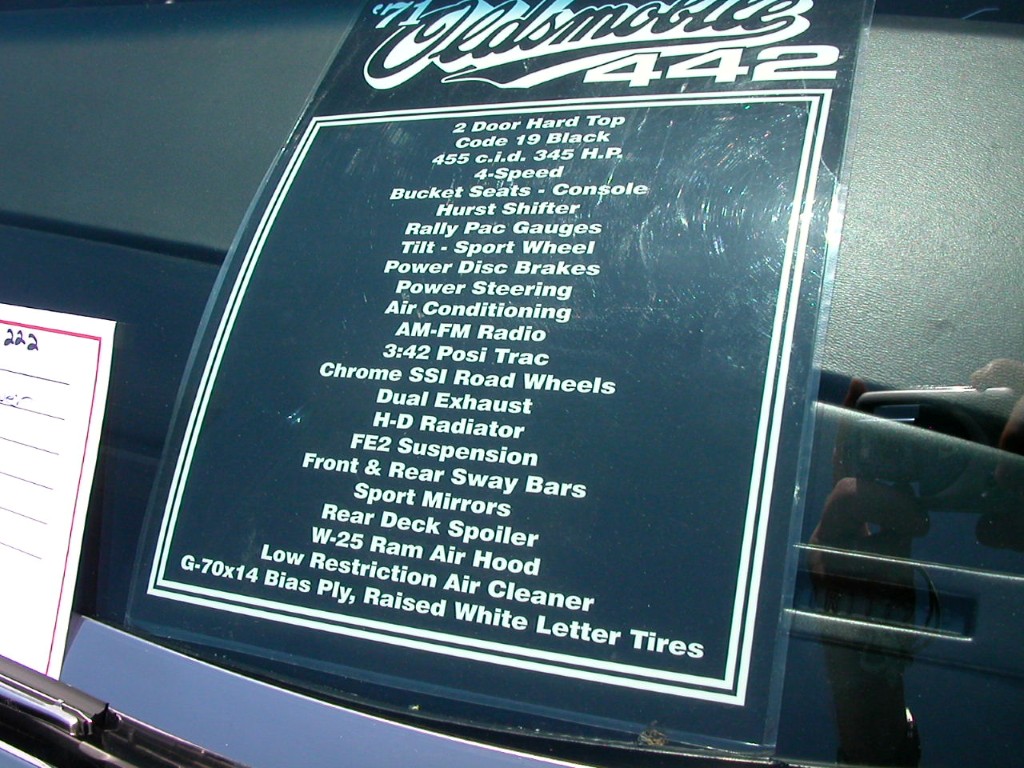 '71 Oldsmobile
442
2 Door Hard Top
Code 19 Black
455 c.i.d. 345 H.P.
4-Speed
Bucket Seats - Console
Hurst Shifter
Rally Pac Gauges
Tilt - Sport Wheel
Power Disc Brakes
Power Steering
Air Conditioning
AM-FM Radio
3:42 Posi Trac
Chrome SSI Road Wheels
Dual Exhaust
H-D Radiator
FE2 Suspension
Front & Rear Sway Bars
Sport Mirrors
Rear Deck Spoiler
W-25 Ram Air Hood
Low Restriction Air Cleaner
G-70x14 Bias Ply, Raised White Letter Tires
222